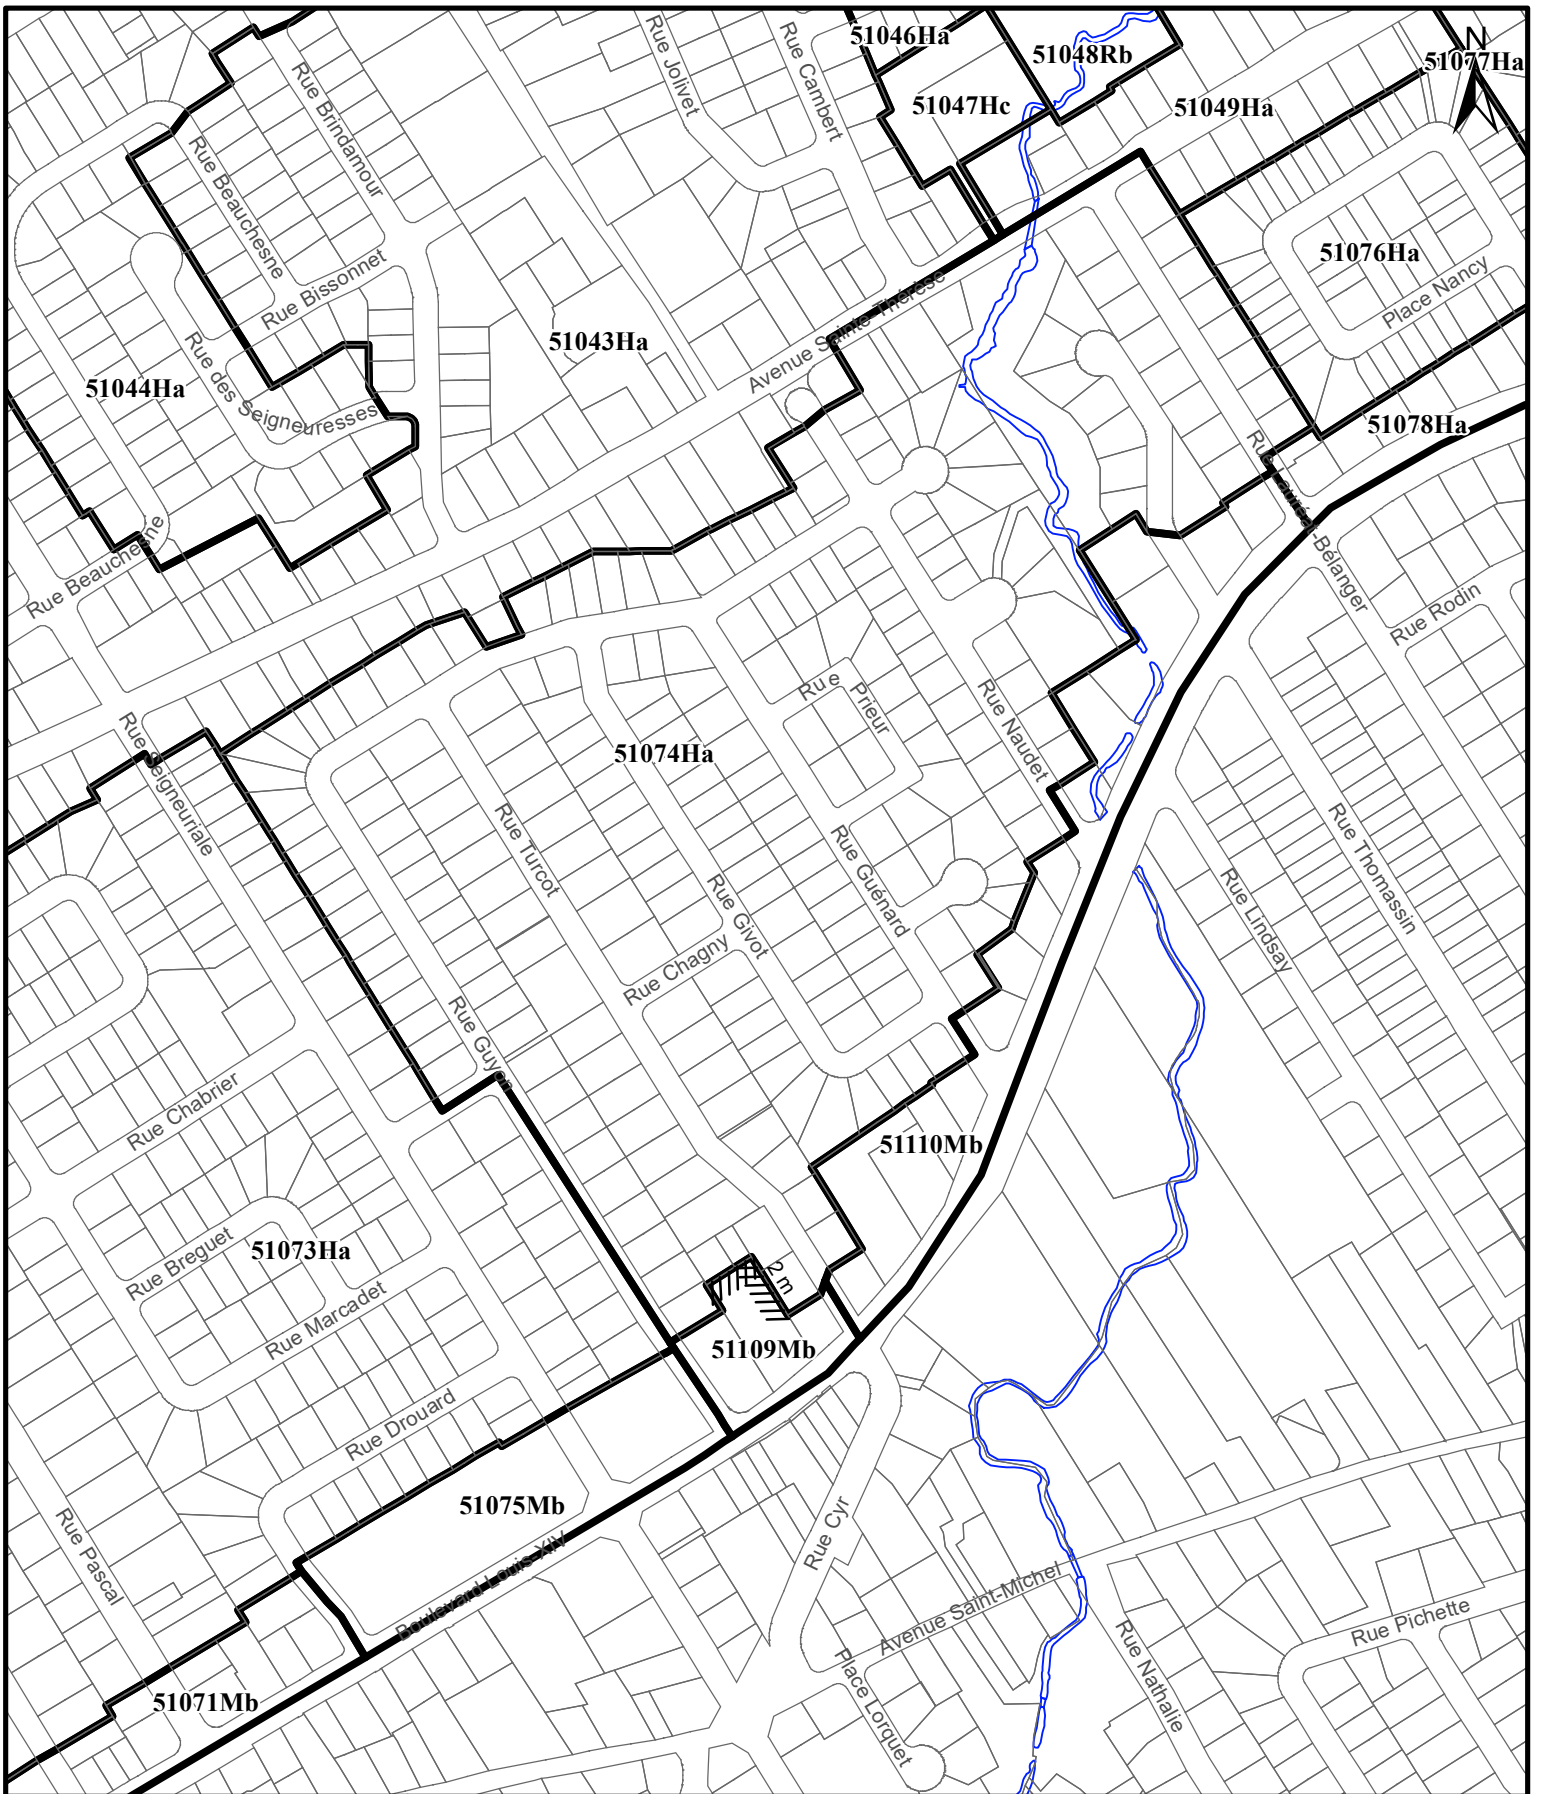 51046Ha
51048Rb
N
51077Ha
Rue Jolivet
Rue Cambert
51047Hc
51049Ha
Rue Brindamour
Rue Beauchesne
Rue Bissonnet
51076Ha
Place Nancy
51043Ha
Avenue Sainte-Thérèse
51044Ha
Rue des Seigneuresses
51078Ha
Rue Lauréat-Bélanger
Rue Beauchesne
Rue Rodin
Rue Prieur
Rue Naudet
51074Ha
Rue Seigneuriale
Rue Turcot
Rue Guénard
Rue Thomassin
Rue Givot
Rue Lindsay
Rue Chagny
Rue Guyon
Rue Chabrier
51110Mb
51073Ha
Rue Breguet
Rue Marcadet
2 m
51109Mb
Rue Drouard
51075Mb
Rue Cyr
Rue Pascal
Boulevard Louis-XIV
Avenue Saint-Michel
Rue Pichette
Rue Nathalie
Place Lorquet
51071Mb